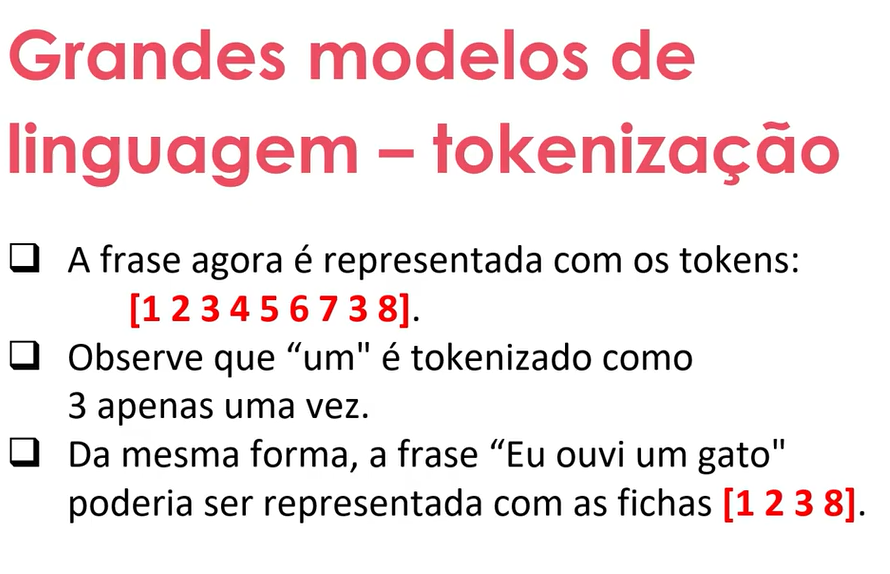 Grandes modelos de
linguagem – tokenização
❑ A frase agora é representada com os tokens:
[1 2 3 4 5 6 7 3 8].
❑ Observe que “um" é tokenizado como
3 apenas uma vez.
❑ Da mesma forma, a frase “Eu ouvi um gato"
poderia ser representada com as fichas [1 2 3 8].